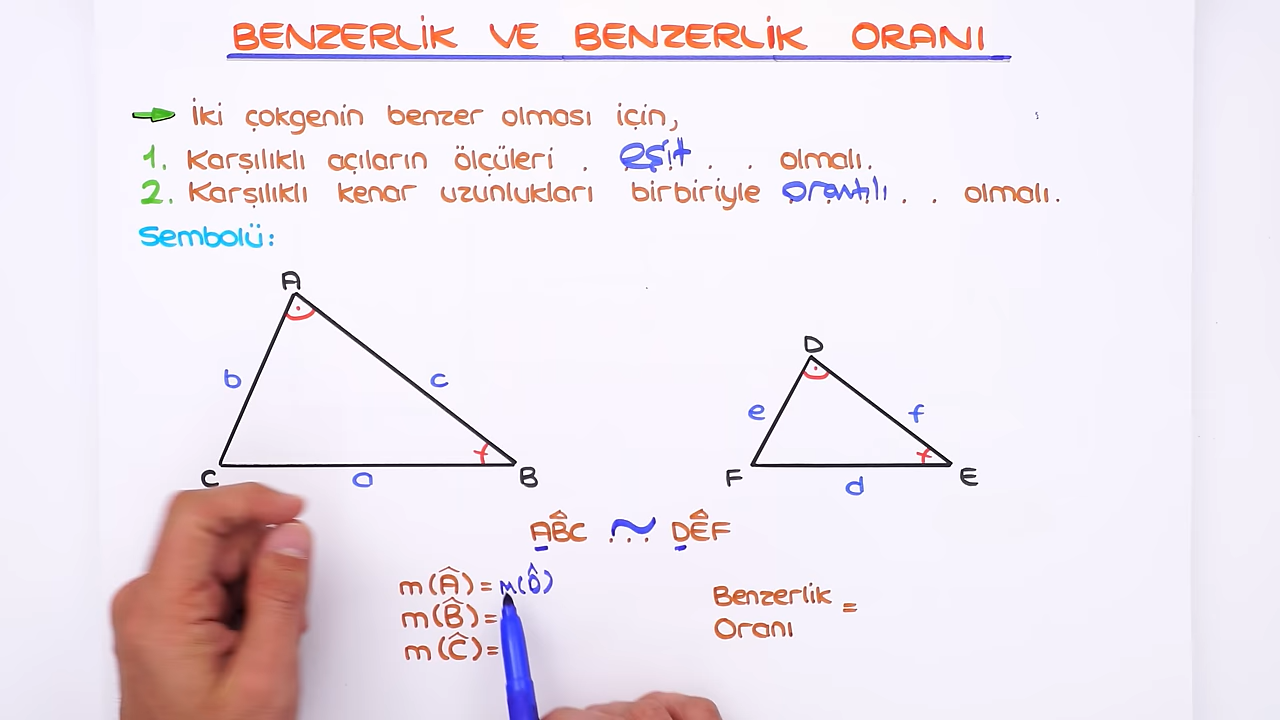 BENZERLİK VE BENZERLİK ORANI
İki çokgenin benzer olması için,
1. Karşılıklı açıların ölçüleri . eşit . . olmalı.
2. Karşılıklı kenar uzunlukları birbiriyle orantılı . . olmalı.
Sembolü:
A
D
b
c
e
f
C
a
B
F
d
E
ABC ~ DEF
m(Â) = m(D̂)
m(B̂) =
m(Ĉ) =
Benzerlik Oranı =